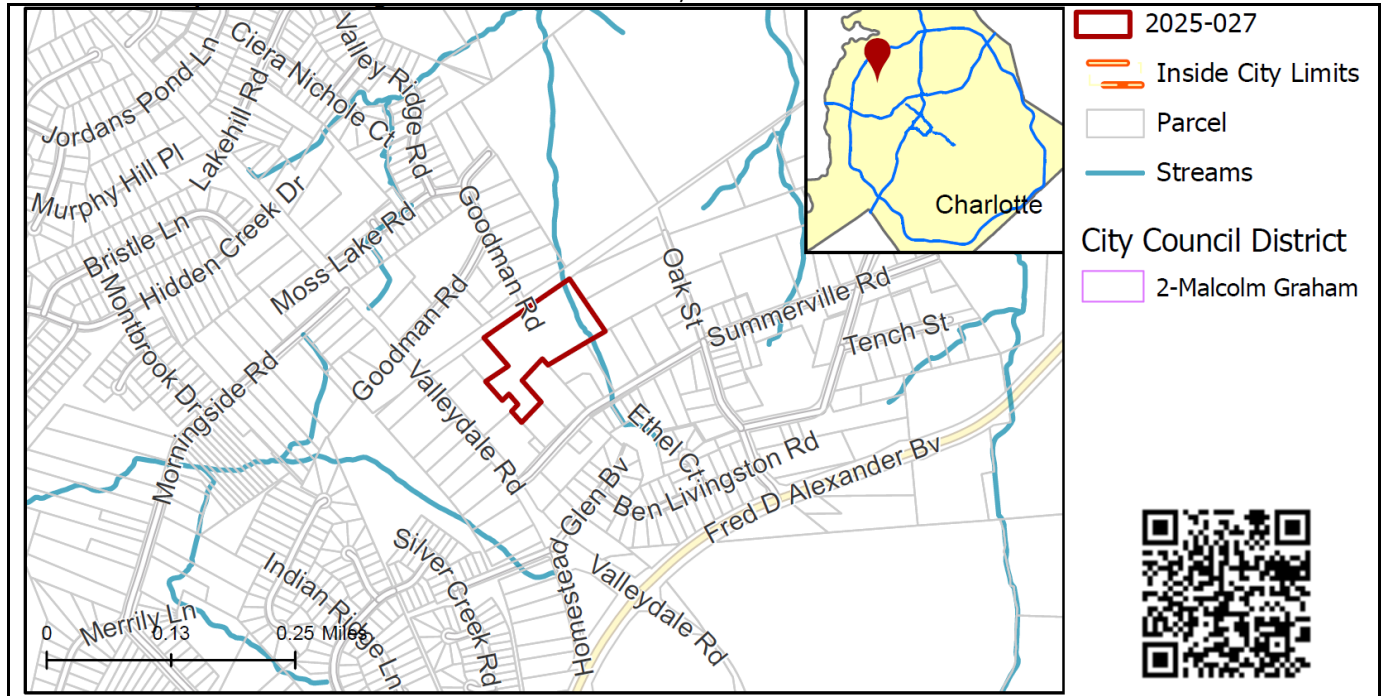 Jordans Pond Ln
Ciera Nichole Ct
Valley Ridge Rd
Lakehill Rd
Murphy Hill Pl
Bristle Ln
Hidden Creek Dr
Moss Lake Rd
Goodman Rd
Montbrook Dr
Morningside Rd
Goodman Rd
Valleydale Rd
Oak St
Summerville Rd
Tench St
Ethel Ct
Glen Bv
Ben Livingston Rd
Fred D Alexander Bv
Homestead
Valleydale Rd
Silver Creek Rd
Indian Ridge Ln
Merrily Ln
0 0.13 0.25 Miles
Charlotte
2025-027
Inside City Limits
Parcel
Streams
City Council District
2-Malcolm Graham